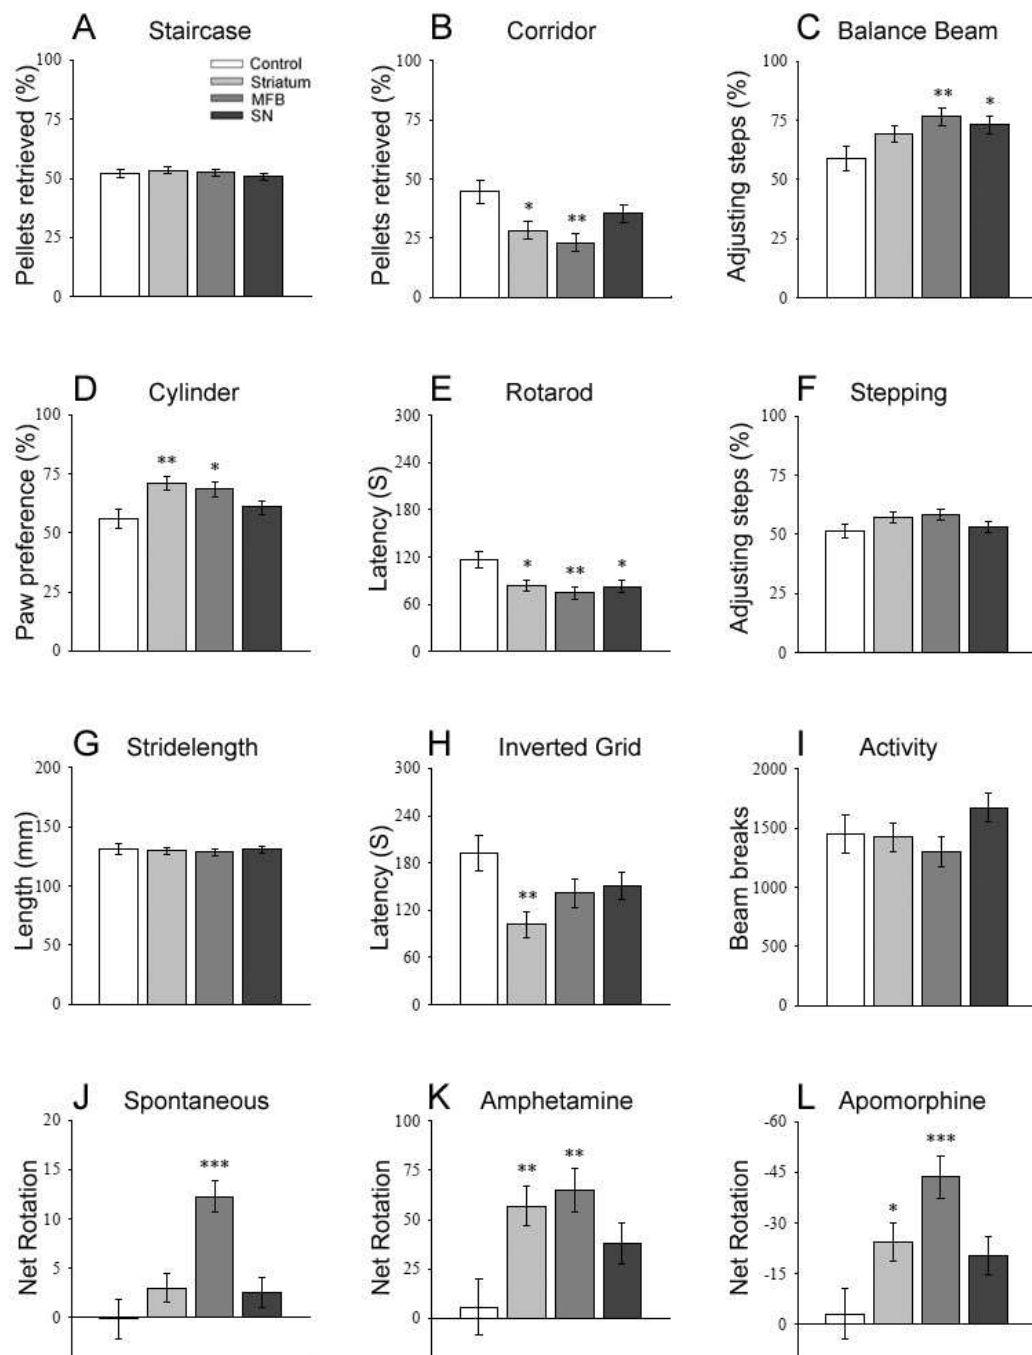 A Staircase
Pellets retrieved (%)
100
75
50
25
0
Control
Striatum
MFB
SN
B Corridor
Pellets retrieved (%)
100
75
50
25
0
*
**
C Balance Beam
Adjusting steps (%)
100
75
50
25
0
**
*
D Cylinder
Paw preference (%)
100
75
50
25
0
**
*
E Rotarod
Latency (S)
300
240
180
120
60
0
*
**
*
F Stepping
Adjusting steps (%)
100
75
50
25
0
G Stridelength
Length (mm)
200
150
100
50
0
H Inverted Grid
Latency (S)
300
240
180
120
60
0
**
I Activity
Beam breaks
2000
1500
1000
500
0
J Spontaneous
Net Rotation
20
15
10
5
0
***
K Amphetamine
Net Rotation
100
75
50
25
0
**
**
L Apomorphine
Net Rotation
-60
-45
-30
-15
0
*
***